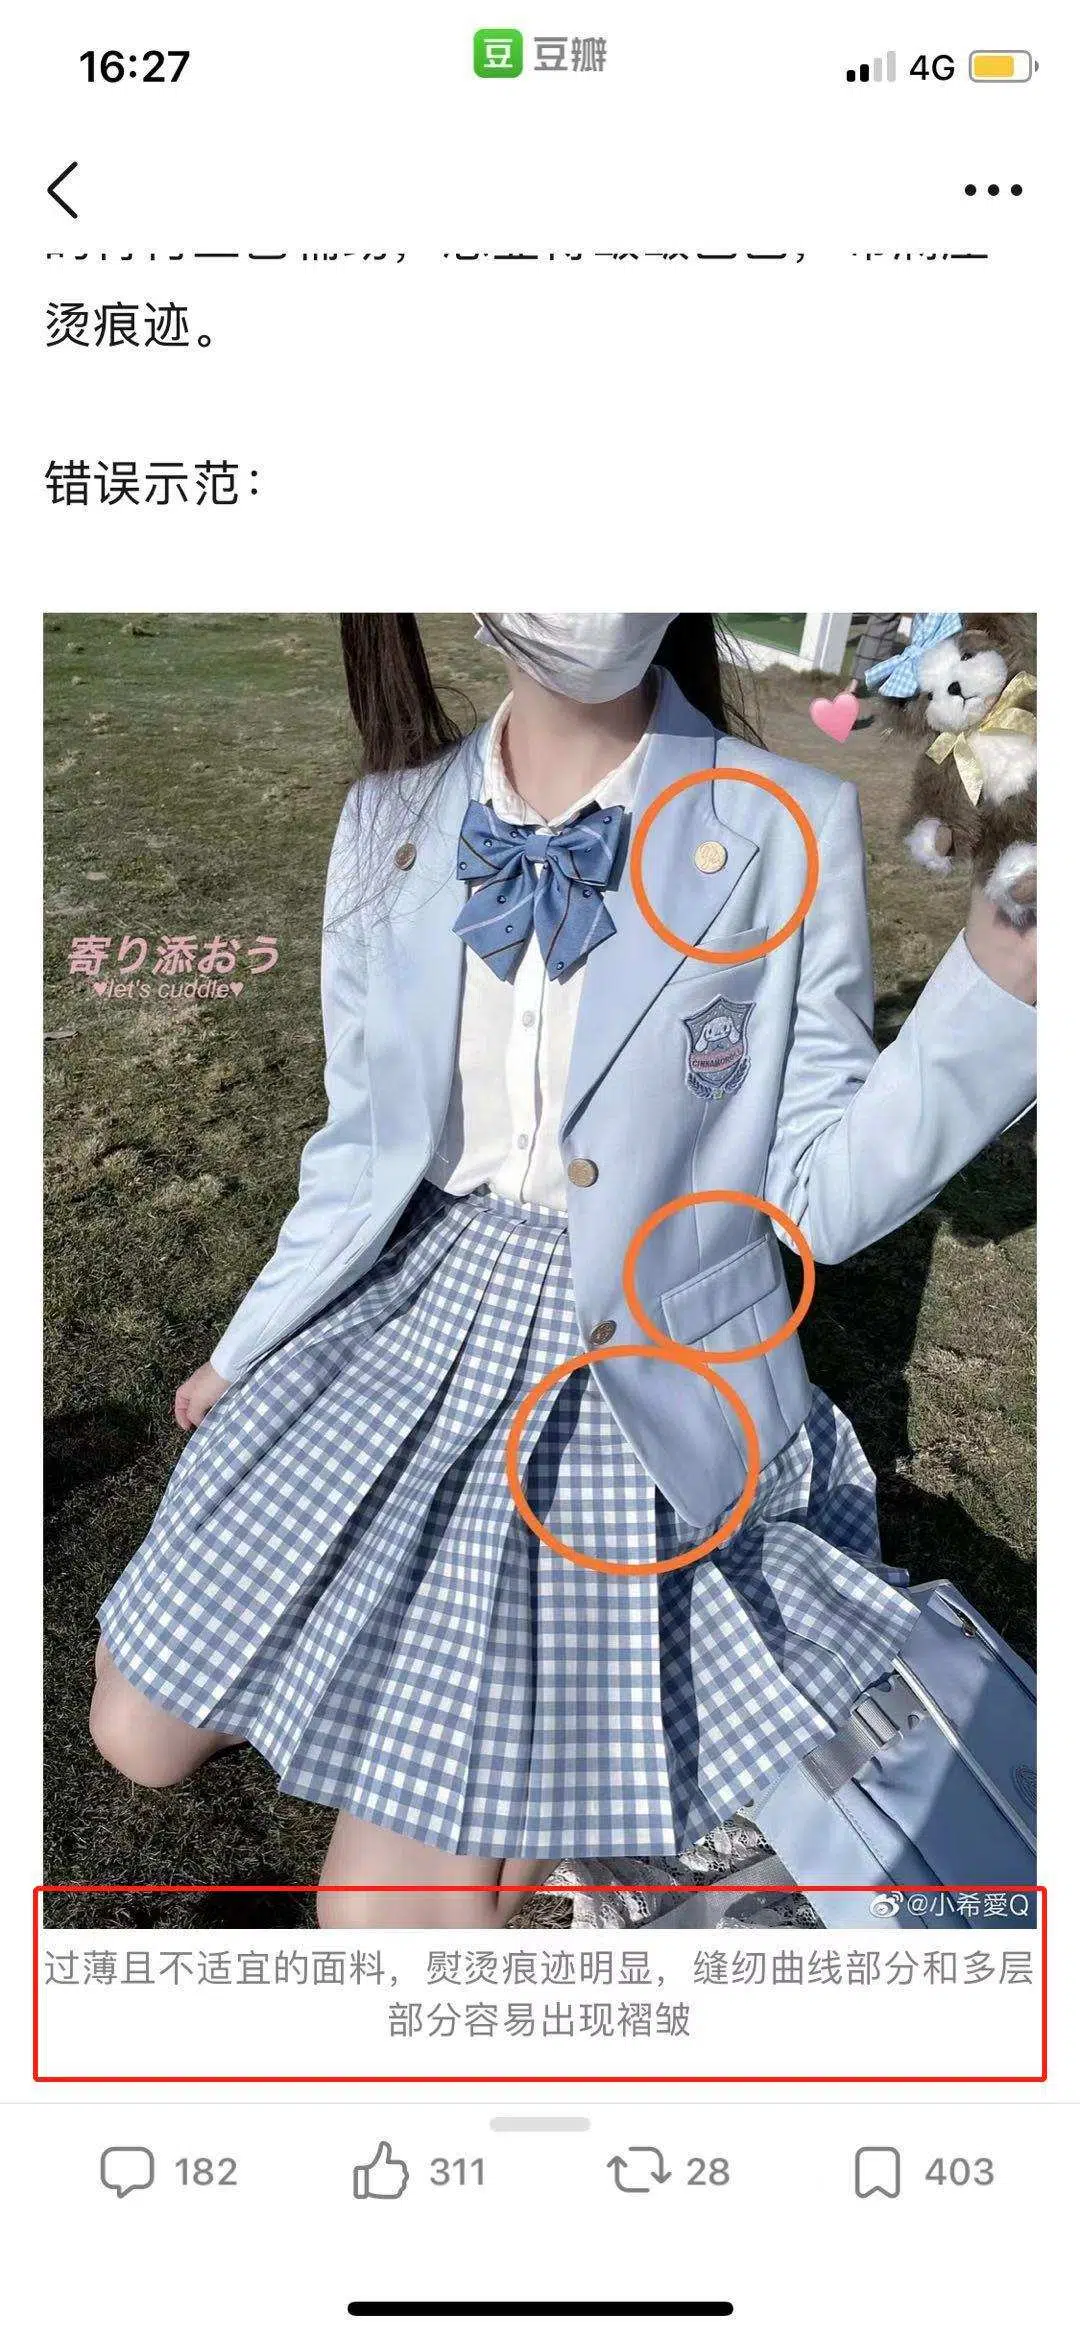 16:27
豆 豆瓣
4G
烫痕迹。
错误示范：
寄り添おう
♥let's cuddle♥
CINNAMOROLL
@小希愛Q
过薄且不适宜的面料，熨烫痕迹明显，缝纫曲线部分和多层
部分容易出现褶皱
182
311
28
403